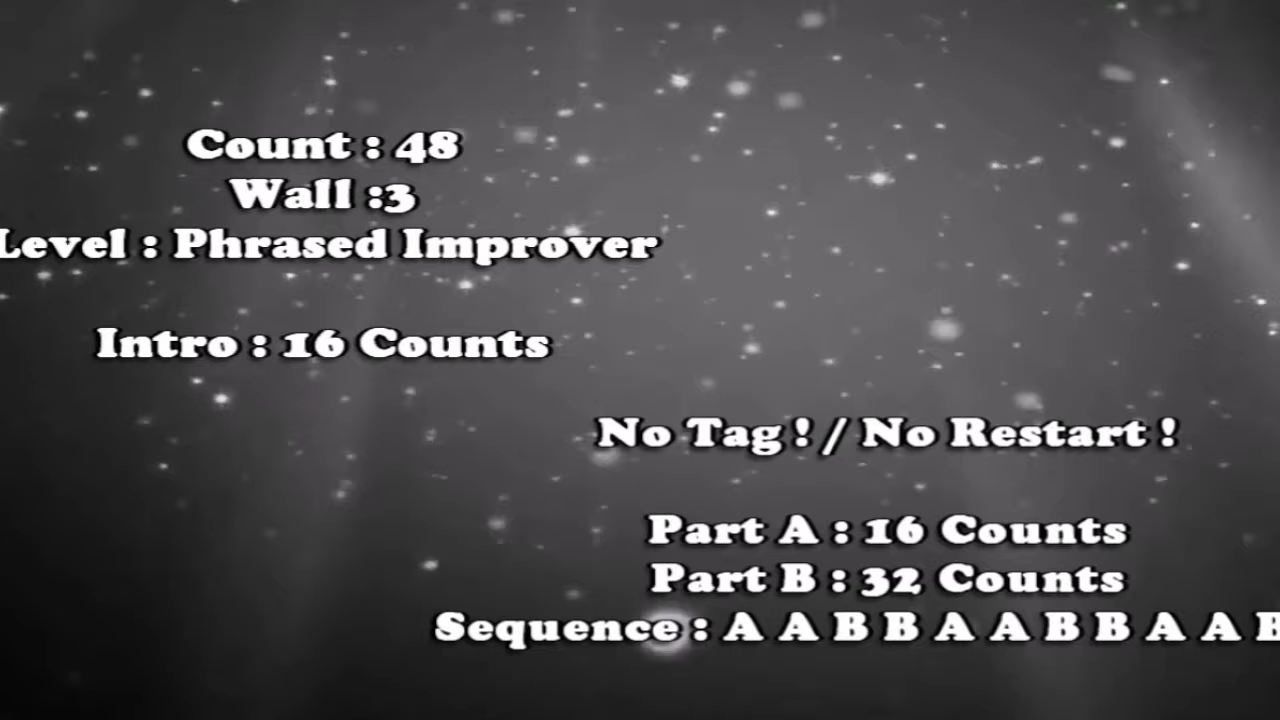 Count : 48
Wall :3
Level : Phrased Improver
Intro : 16 Counts
No Tag ! / No Restart !
Part A : 16 Counts
Part B : 32 Counts
Sequence : A A B B A A B B A A B